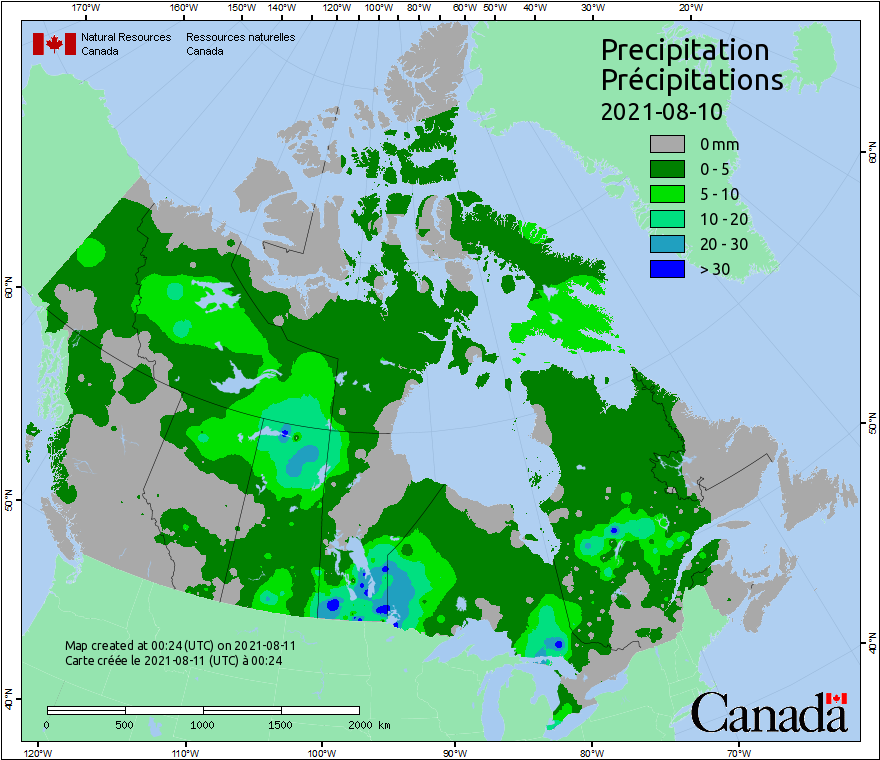 170°W 160°W 150°W 140°W 120°W 100°W 80°W 60°W 50°W 40°W 30°W 20°W
Natural Resources Ressources naturelles
Canada Canada
Precipitation
Précipitations
2021-08-10
0 mm
0 - 5
5 - 10
10 - 20
20 - 30
> 30
60°N 60°N
50°N 50°N
40°N 40°N
Map created at 00:24 (UTC) on 2021-08-11
Carte créée le 2021-08-11 (UTC) à 00:24
0 500 1000 1500 2000 km
Canada
120°W 110°W 100°W 90°W 80°W 70°W